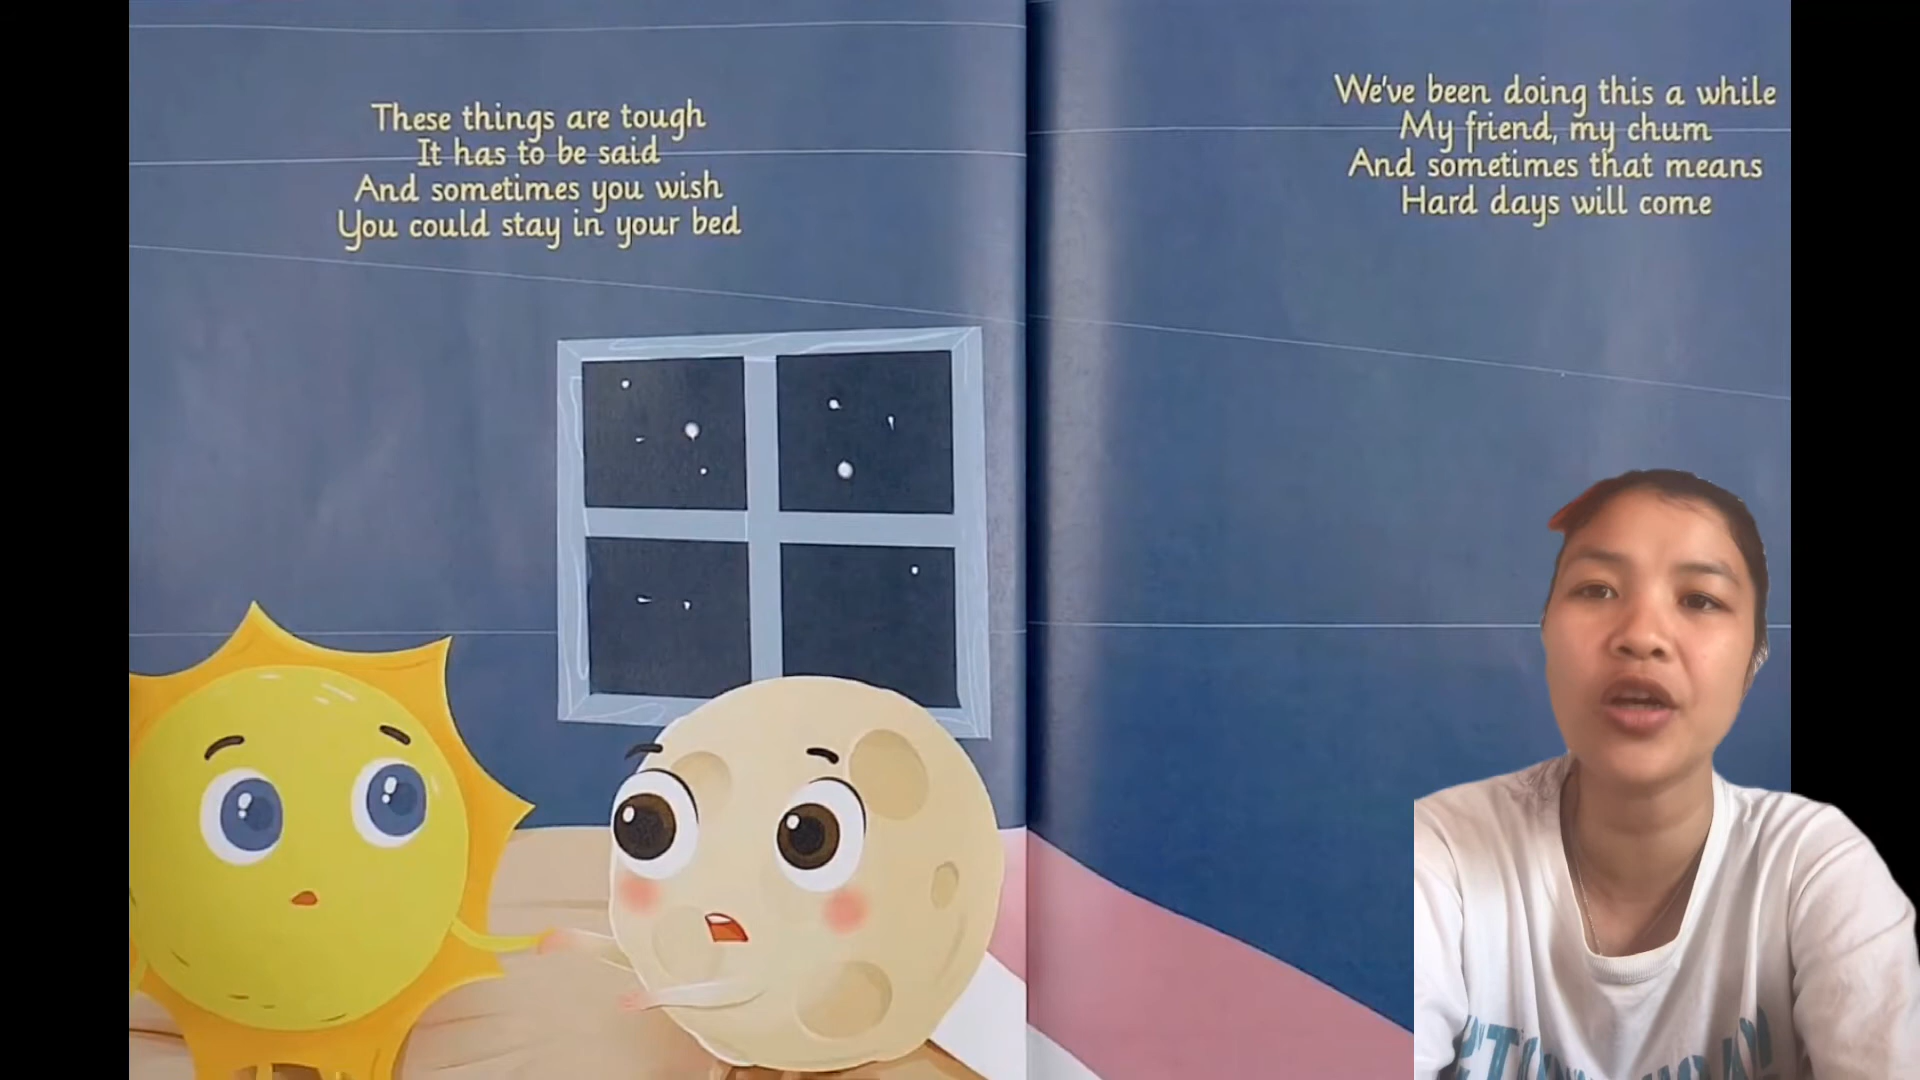 These things are tough
It has to be said
And sometimes you wish
You could stay in your bed
We've been doing this a while
My friend, my chum
And sometimes that means
Hard days will come